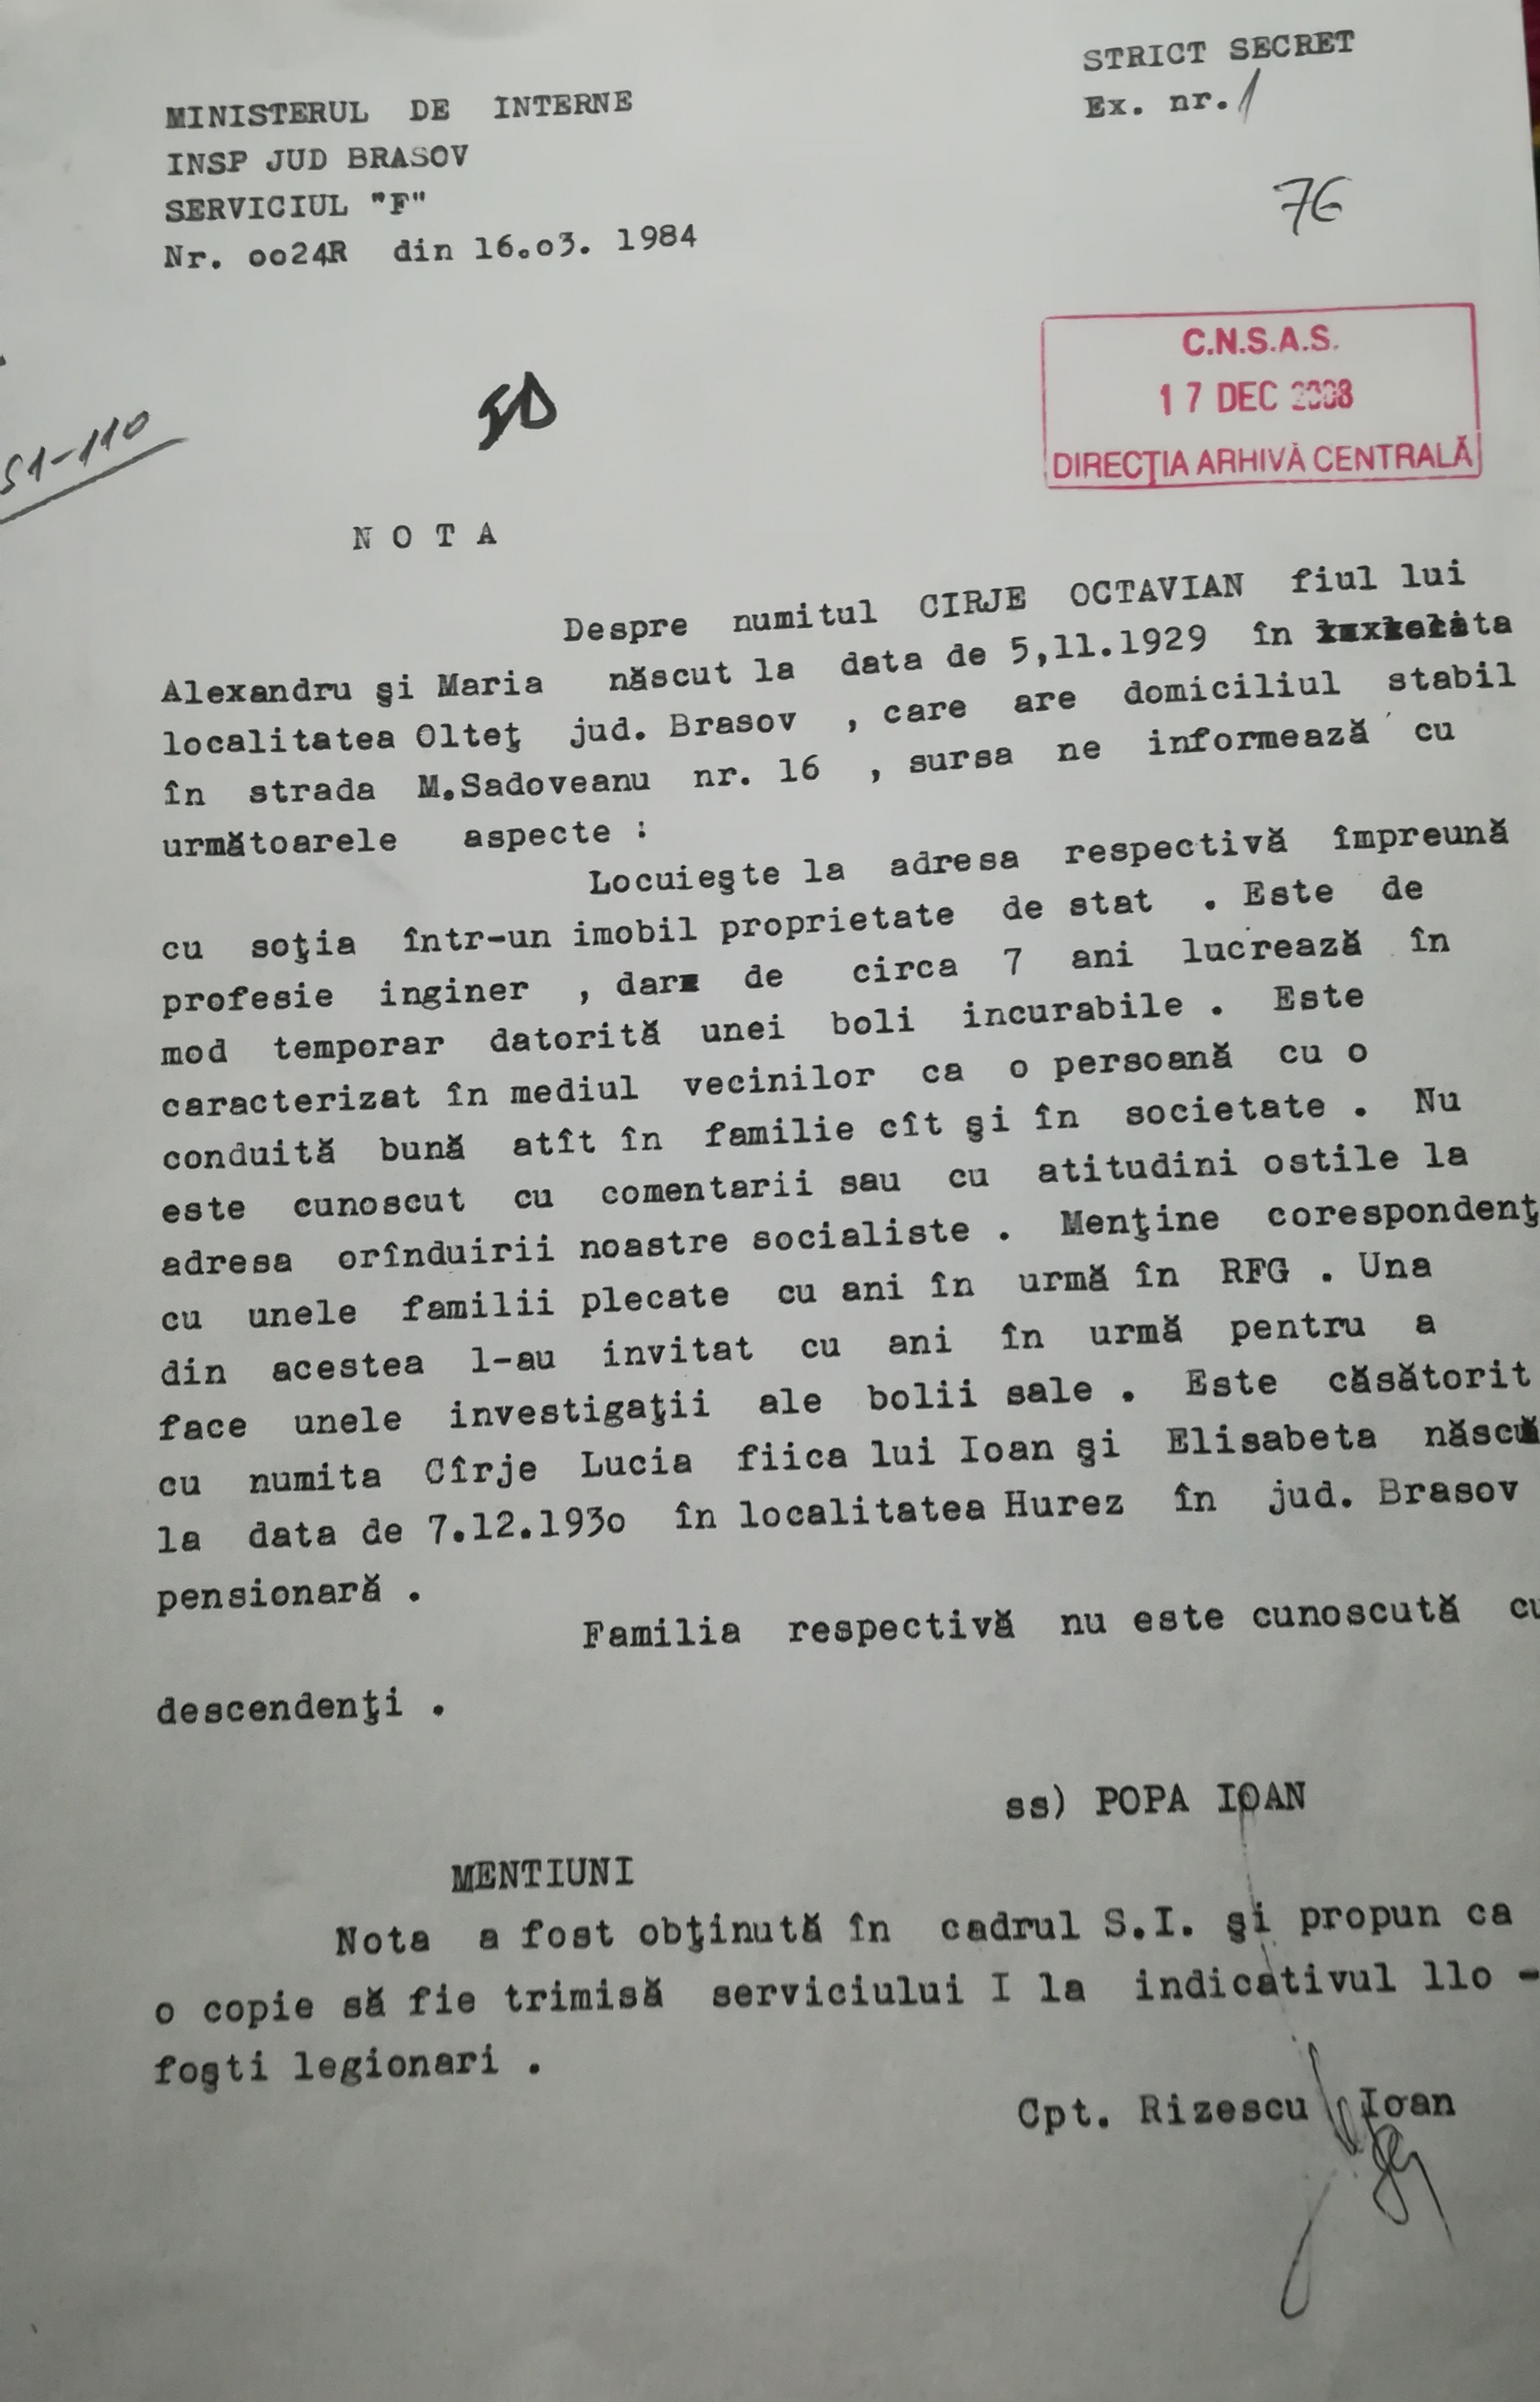 STRICT SECRET
Ex. nr. 1
MINISTERUL DE INTERNE
INSP JUD BRASOV
SERVICIUL "F"
Nr. oo24R din 16.o3. 1984
76
C.N.S.A.S.
17 DEC 2008
DIRECŢIA ARHIVĂ CENTRALĂ
51-110
N O T A
Despre numitul CIRJE OCTAVIAN fiul lui
Alexandru şi Maria născut la data de 5,11.1929 în
localitatea Olteţ jud. Brasov , care are domiciliul stabil
în strada M.Sadoveanu nr. 16 , sursa ne informează cu
următoarele aspecte :
Locuieşte la adresa respectivă împreună
cu soţia într-un imobil proprietate de stat . Este de
profesie inginer , dar de circa 7 ani lucrează în
mod temporar datorită unei boli incurabile . Este
caracterizat în mediul vecinilor ca o persoană cu o
conduită bună atît în familie cît şi în societate . Nu
este cunoscut cu comentarii sau cu atitudini ostile la
adresa orînduirii noastre socialiste . Menţine corespondenţ
cu unele familii plecate cu ani în urmă în RFG . Una
din acestea l-au invitat cu ani în urmă pentru a
face unele investigaţii ale bolii sale . Este căsătorit
cu numita Cîrje Lucia fiica lui Ioan şi Elisabeta născu
la data de 7.12.193o în localitatea Hurez în jud. Brasov
pensionară .
Familia respectivă nu este cunoscută cu
descendenţi .
ss) POPA IOAN
MENTIUNI
Nota a fost obţinută în cadrul S.I. şi propun ca
o copie să fie trimisă serviciului I la indicativul llo -
foşti legionari .
Cpt. Rizescu Ioan